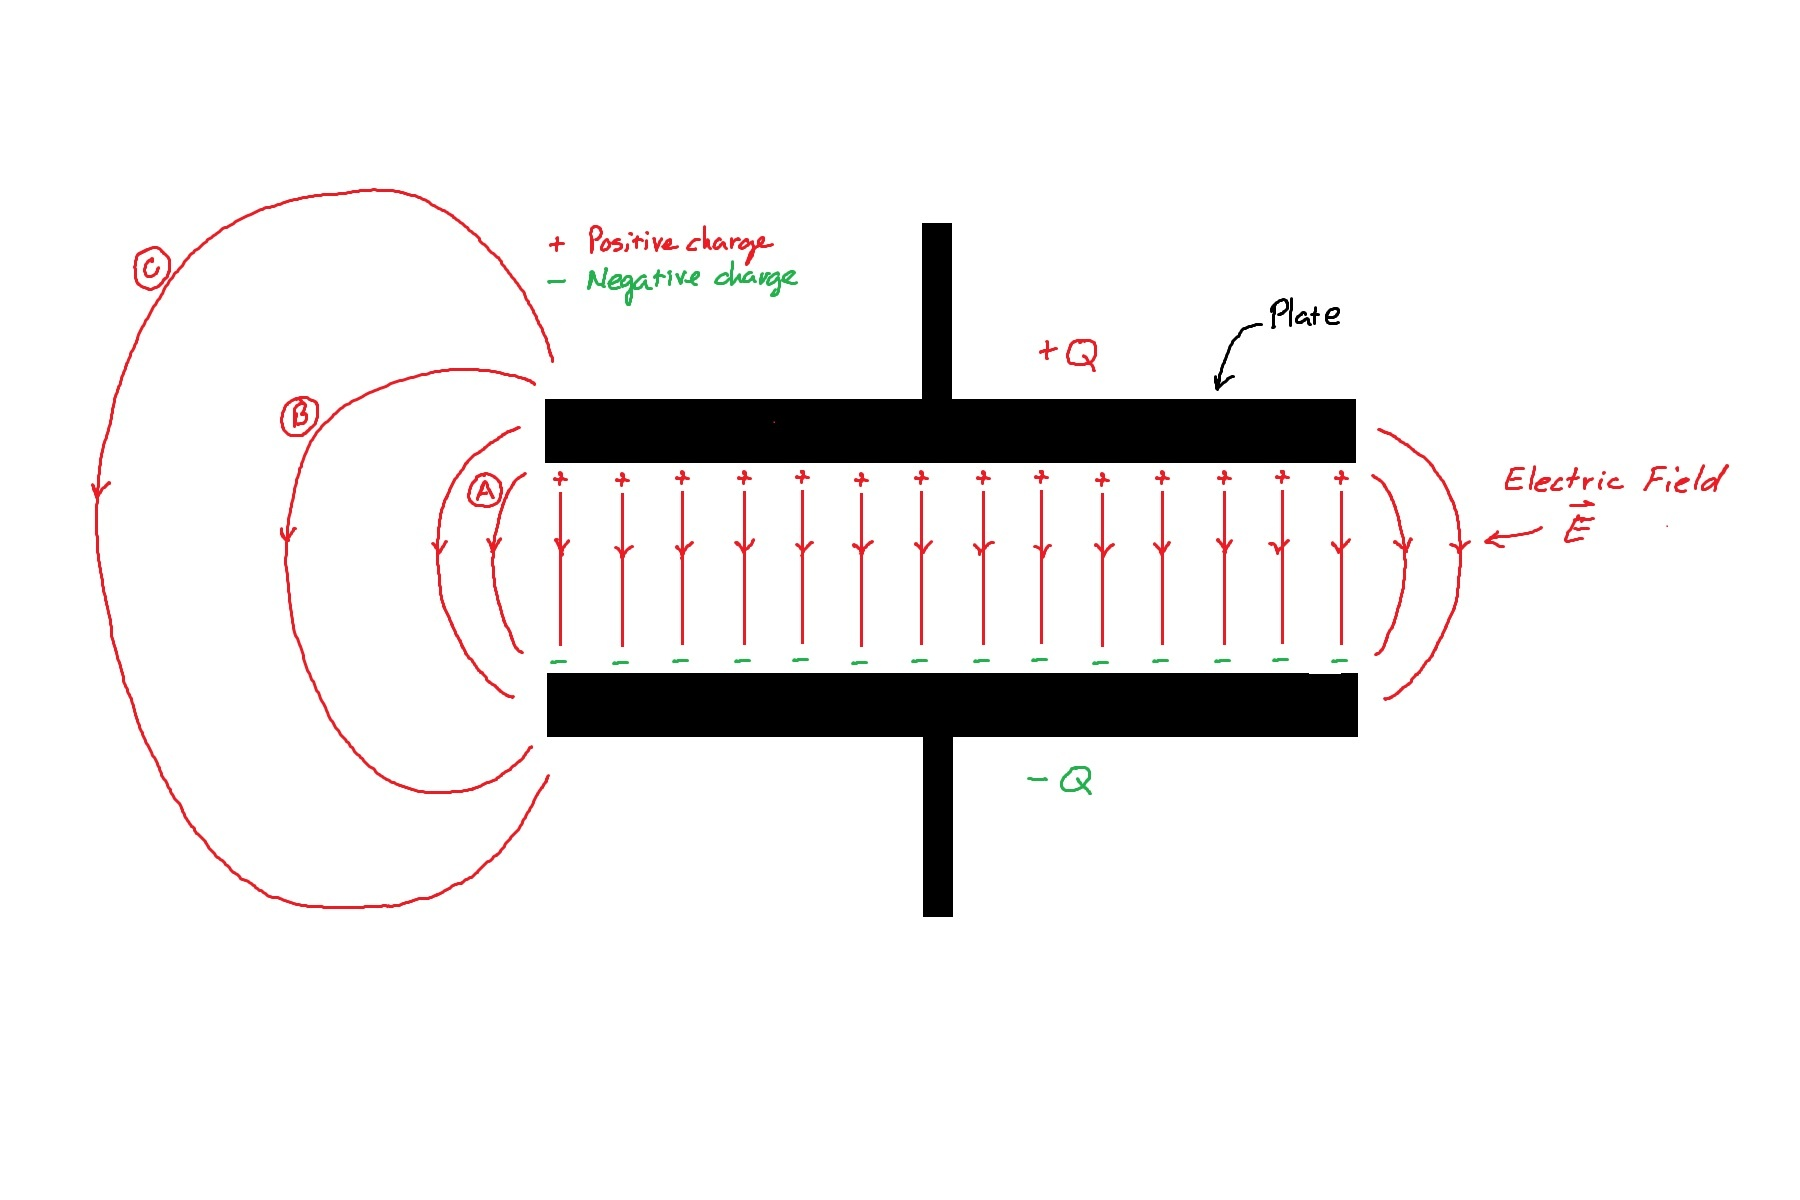 C
+ Positive charge
- Negative charge
Plate
+Q
B
A
+ + + + + + + + + + + + + +
Electric Field
E⃗
- - - - - - - - - - - - - -
- Q